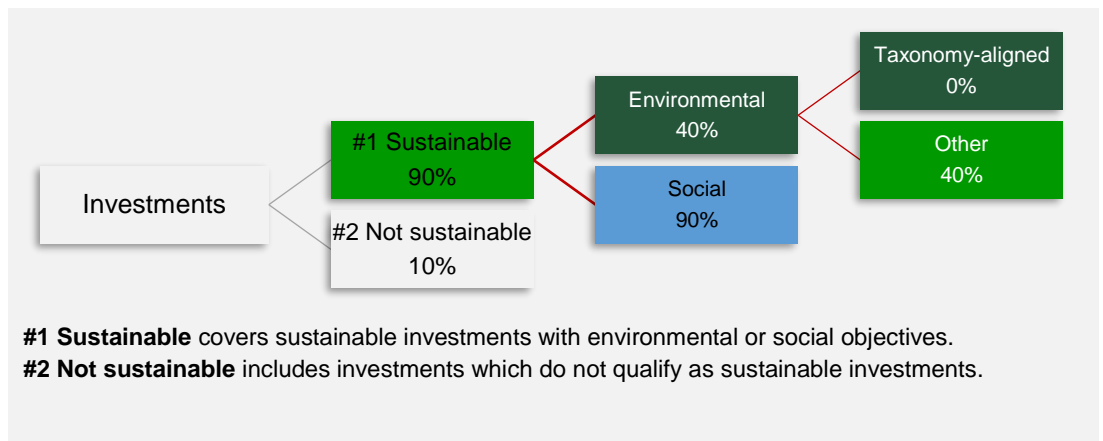 Taxonomy-aligned
0%
Environmental
40%
#1 Sustainable
90%
Other
40%
Investments
Social
90%
#2 Not sustainable
10%
#1 Sustainable covers sustainable investments with environmental or social objectives.
#2 Not sustainable includes investments which do not qualify as sustainable investments.